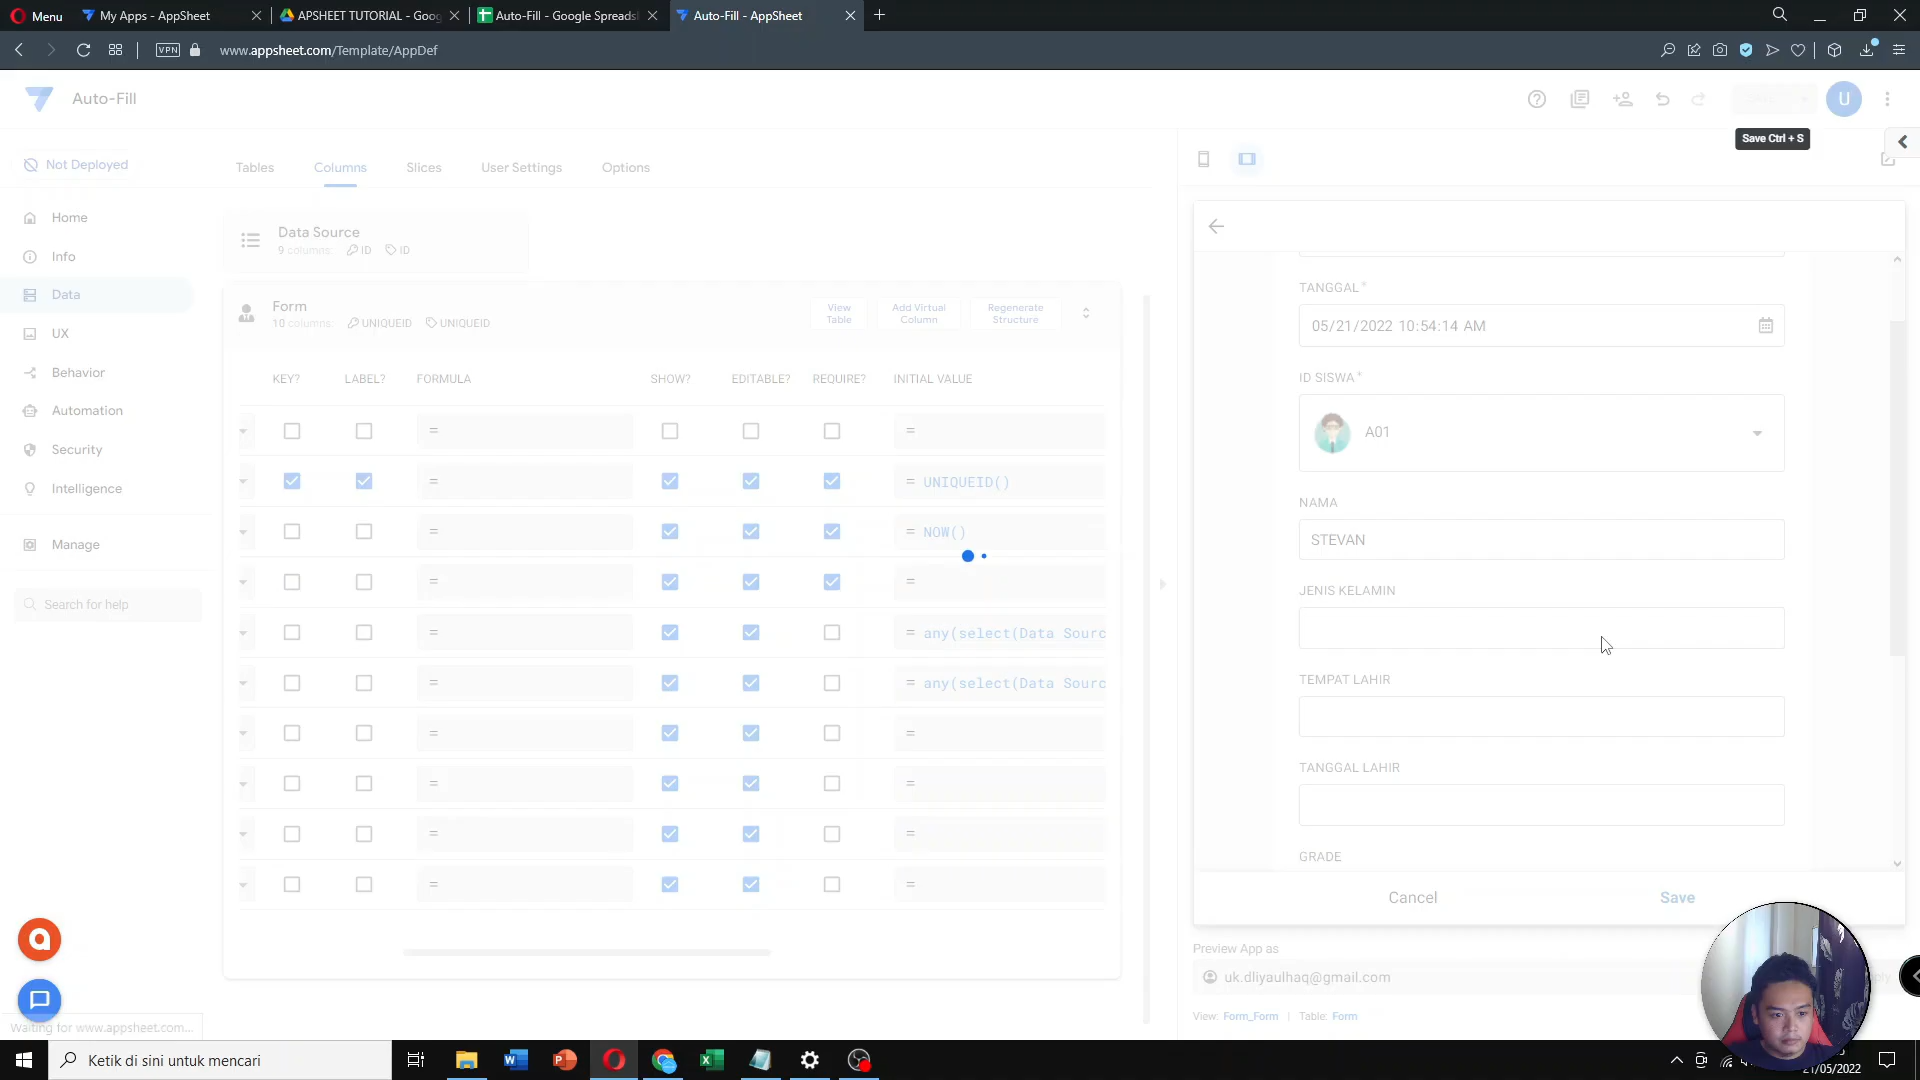 Menu
My Apps - AppSheet
APSHEET TUTORIAL - Goog
Auto-Fill - Google Spreads
Auto-Fill - AppSheet
VPN
www.appsheet.com/Template/AppDef
Auto-Fill
U
Save Ctrl + S
Not Deployed
Home
Info
Data
UX
Behavior
Automation
Security
Intelligence
Manage
Search for help
Tables
Columns
Slices
User Settings
Options
Data Source
9 columns: ID ID
Form
10 columns: UNIQUEID UNIQUEID
View Table
Add Virtual Column
Regenerate Structure
KEY? LABEL? FORMULA SHOW? EDITABLE? REQUIRE? INITIAL VALUE
= =
= = UNIQUEID()
= = NOW()
= =
= = any(select(Data Sourc
= = any(select(Data Sourc
= =
= =
= =
= =
TANGGAL*
05/21/2022 10:54:14 AM
ID SISWA*
A01
NAMA
STEVAN
JENIS KELAMIN
TEMPAT LAHIR
TANGGAL LAHIR
GRADE
Cancel
Save
Preview App as
uk.dliyaulhaq@gmail.com
View: Form_Form | Table: Form
Waiting for www.appsheet.com...
Ketik di sini untuk mencari
21/05/2022